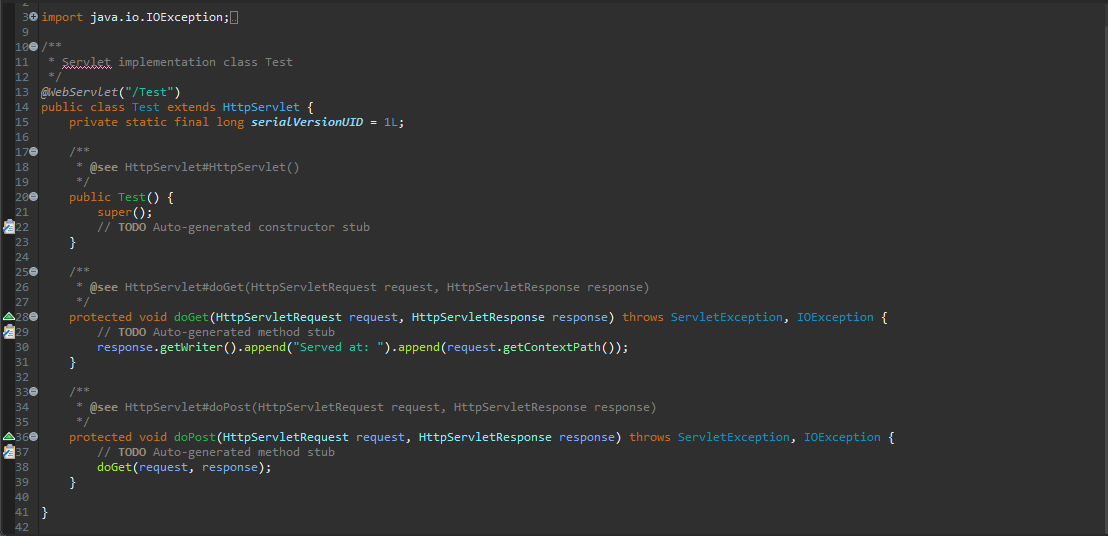 2
3 import java.io.IOException;
9
10 /**
11 * Servlet implementation class Test
12 */
13 @WebServlet("/Test")
14 public class Test extends HttpServlet {
15 private static final long serialVersionUID = 1L;
16
17 /**
18 * @see HttpServlet#HttpServlet()
19 */
20 public Test() {
21 super();
22 // TODO Auto-generated constructor stub
23 }
24
25 /**
26 * @see HttpServlet#doGet(HttpServletRequest request, HttpServletResponse response)
27 */
28 protected void doGet(HttpServletRequest request, HttpServletResponse response) throws ServletException, IOException {
29 // TODO Auto-generated method stub
30 response.getWriter().append("Served at: ").append(request.getContextPath());
31 }
32
33 /**
34 * @see HttpServlet#doPost(HttpServletRequest request, HttpServletResponse response)
35 */
36 protected void doPost(HttpServletRequest request, HttpServletResponse response) throws ServletException, IOException {
37 // TODO Auto-generated method stub
38 doGet(request, response);
39 }
40
41 }
42